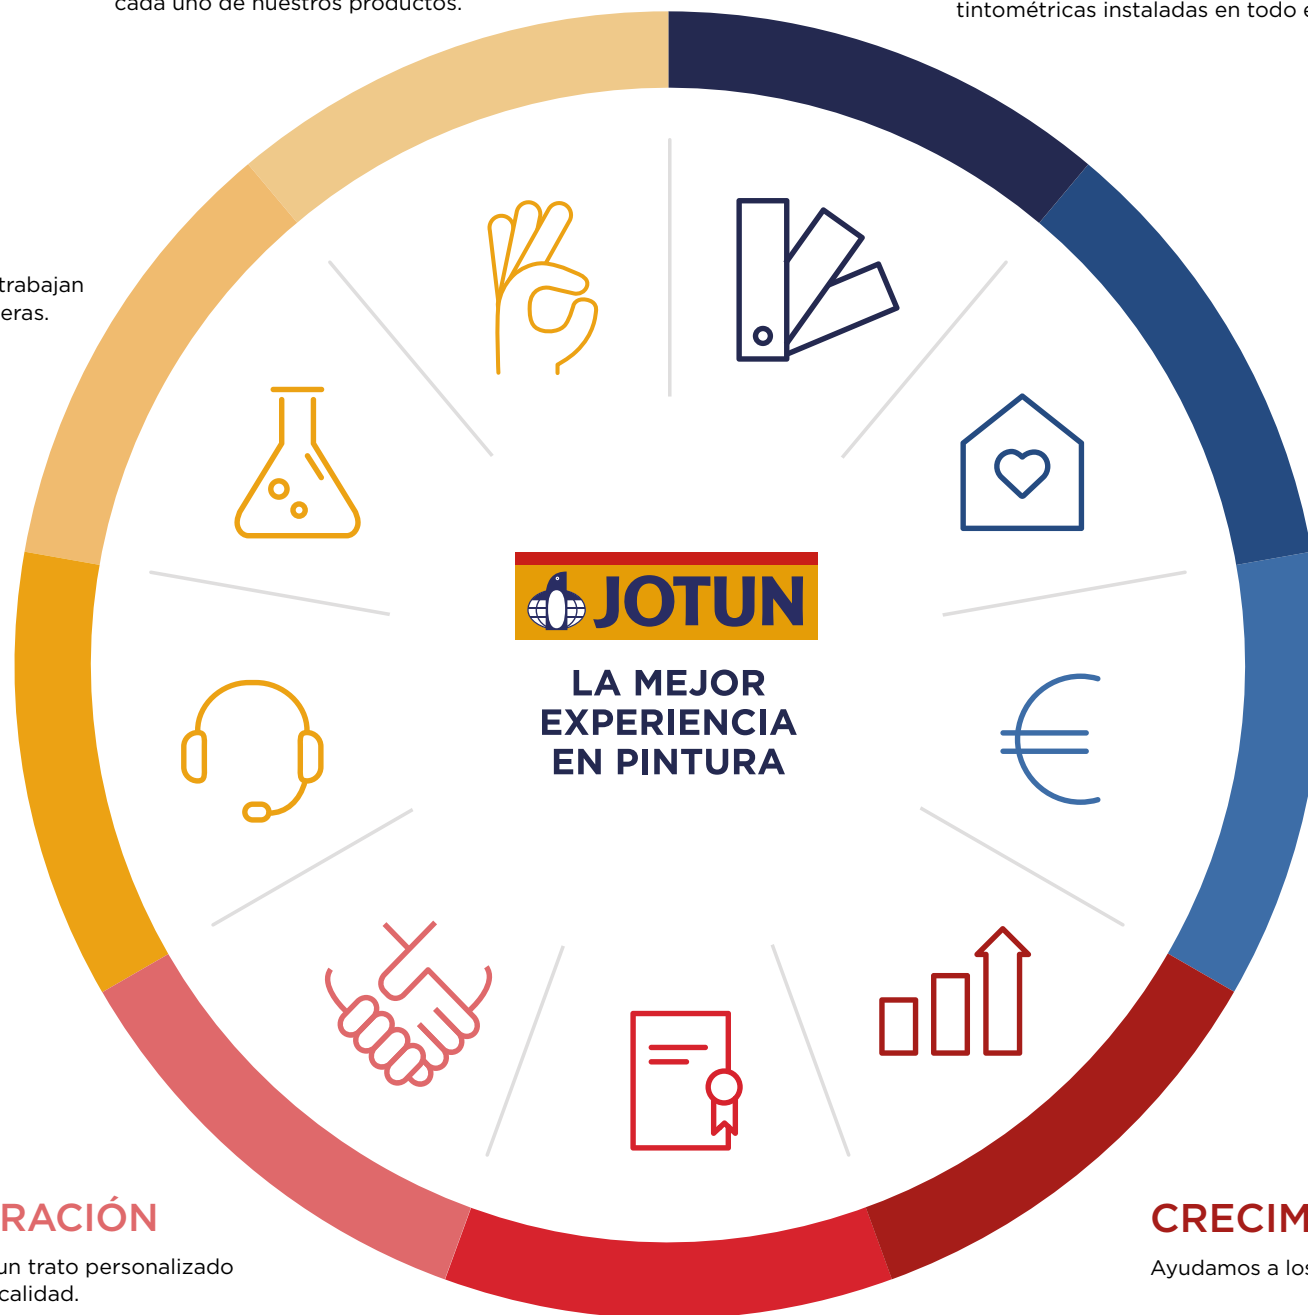 cada uno de nuestros productos.
tintométricas instaladas en todo e
trabajan
eras.
JOTUN
LA MEJOR
EXPERIENCIA
EN PINTURA
RACIÓN
un trato personalizado
calidad.
CRECIM
Ayudamos a los